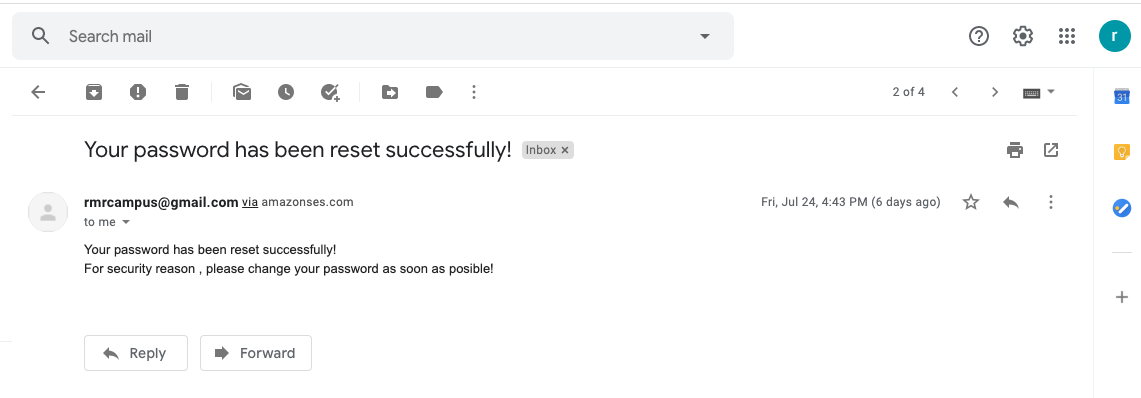 Search mail
r
2 of 4
31
Your password has been reset successfully! Inbox x
rmrcampus@gmail.com via amazonses.com Fri, Jul 24, 4:43 PM (6 days ago)
to me
Your password has been reset successfully!
For security reason , please change your password as soon as posible!
Reply Forward